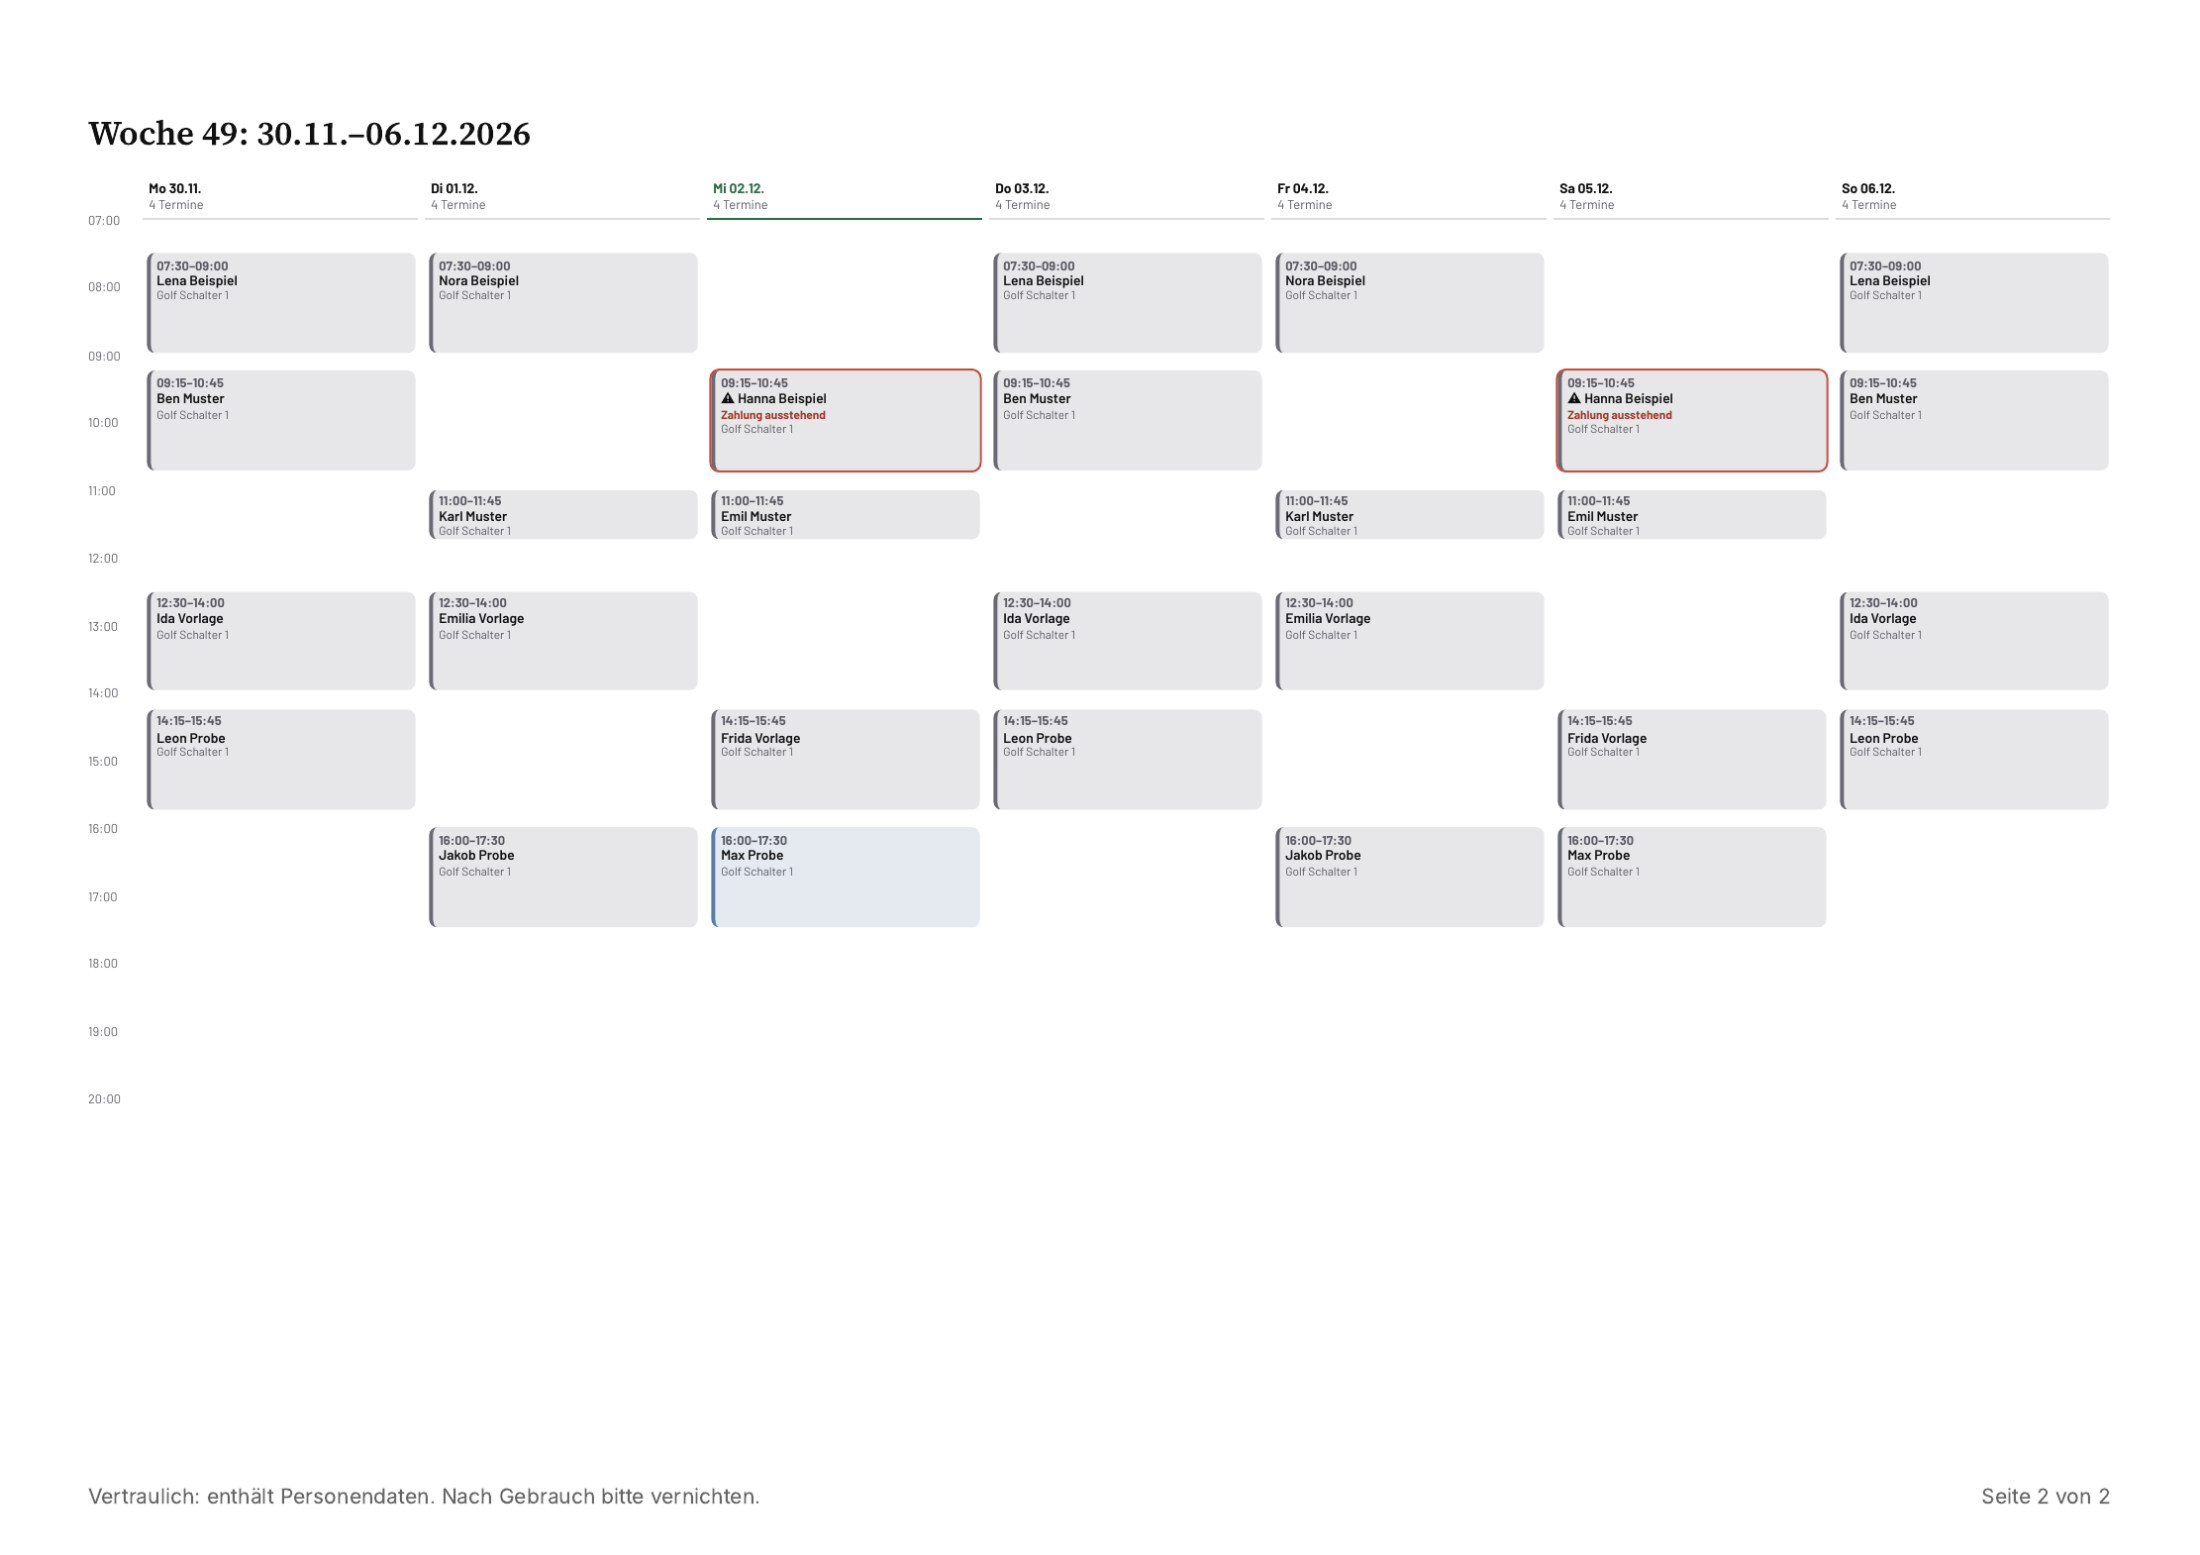 Woche 49: 30.11.–06.12.2026
Mo 30.11.
4 Termine
Di 01.12.
4 Termine
Mi 02.12.
4 Termine
Do 03.12.
4 Termine
Fr 04.12.
4 Termine
Sa 05.12.
4 Termine
So 06.12.
4 Termine
07:00
08:00
09:00
10:00
11:00
12:00
13:00
14:00
15:00
16:00
17:00
18:00
19:00
20:00
07:30–09:00
Lena Beispiel
Golf Schalter 1
09:15–10:45
Ben Muster
Golf Schalter 1
12:30–14:00
Ida Vorlage
Golf Schalter 1
14:15–15:45
Leon Probe
Golf Schalter 1
07:30–09:00
Nora Beispiel
Golf Schalter 1
11:00–11:45
Karl Muster
Golf Schalter 1
12:30–14:00
Emilia Vorlage
Golf Schalter 1
16:00–17:30
Jakob Probe
Golf Schalter 1
09:15–10:45
⚠ Hanna Beispiel
Zahlung ausstehend
Golf Schalter 1
11:00–11:45
Emil Muster
Golf Schalter 1
14:15–15:45
Frida Vorlage
Golf Schalter 1
16:00–17:30
Max Probe
Golf Schalter 1
07:30–09:00
Lena Beispiel
Golf Schalter 1
09:15–10:45
Ben Muster
Golf Schalter 1
12:30–14:00
Ida Vorlage
Golf Schalter 1
14:15–15:45
Leon Probe
Golf Schalter 1
07:30–09:00
Nora Beispiel
Golf Schalter 1
11:00–11:45
Karl Muster
Golf Schalter 1
12:30–14:00
Emilia Vorlage
Golf Schalter 1
16:00–17:30
Jakob Probe
Golf Schalter 1
09:15–10:45
⚠ Hanna Beispiel
Zahlung ausstehend
Golf Schalter 1
11:00–11:45
Emil Muster
Golf Schalter 1
14:15–15:45
Frida Vorlage
Golf Schalter 1
16:00–17:30
Max Probe
Golf Schalter 1
07:30–09:00
Lena Beispiel
Golf Schalter 1
09:15–10:45
Ben Muster
Golf Schalter 1
12:30–14:00
Ida Vorlage
Golf Schalter 1
14:15–15:45
Leon Probe
Golf Schalter 1
Vertraulich: enthält Personendaten. Nach Gebrauch bitte vernichten.
Seite 2 von 2